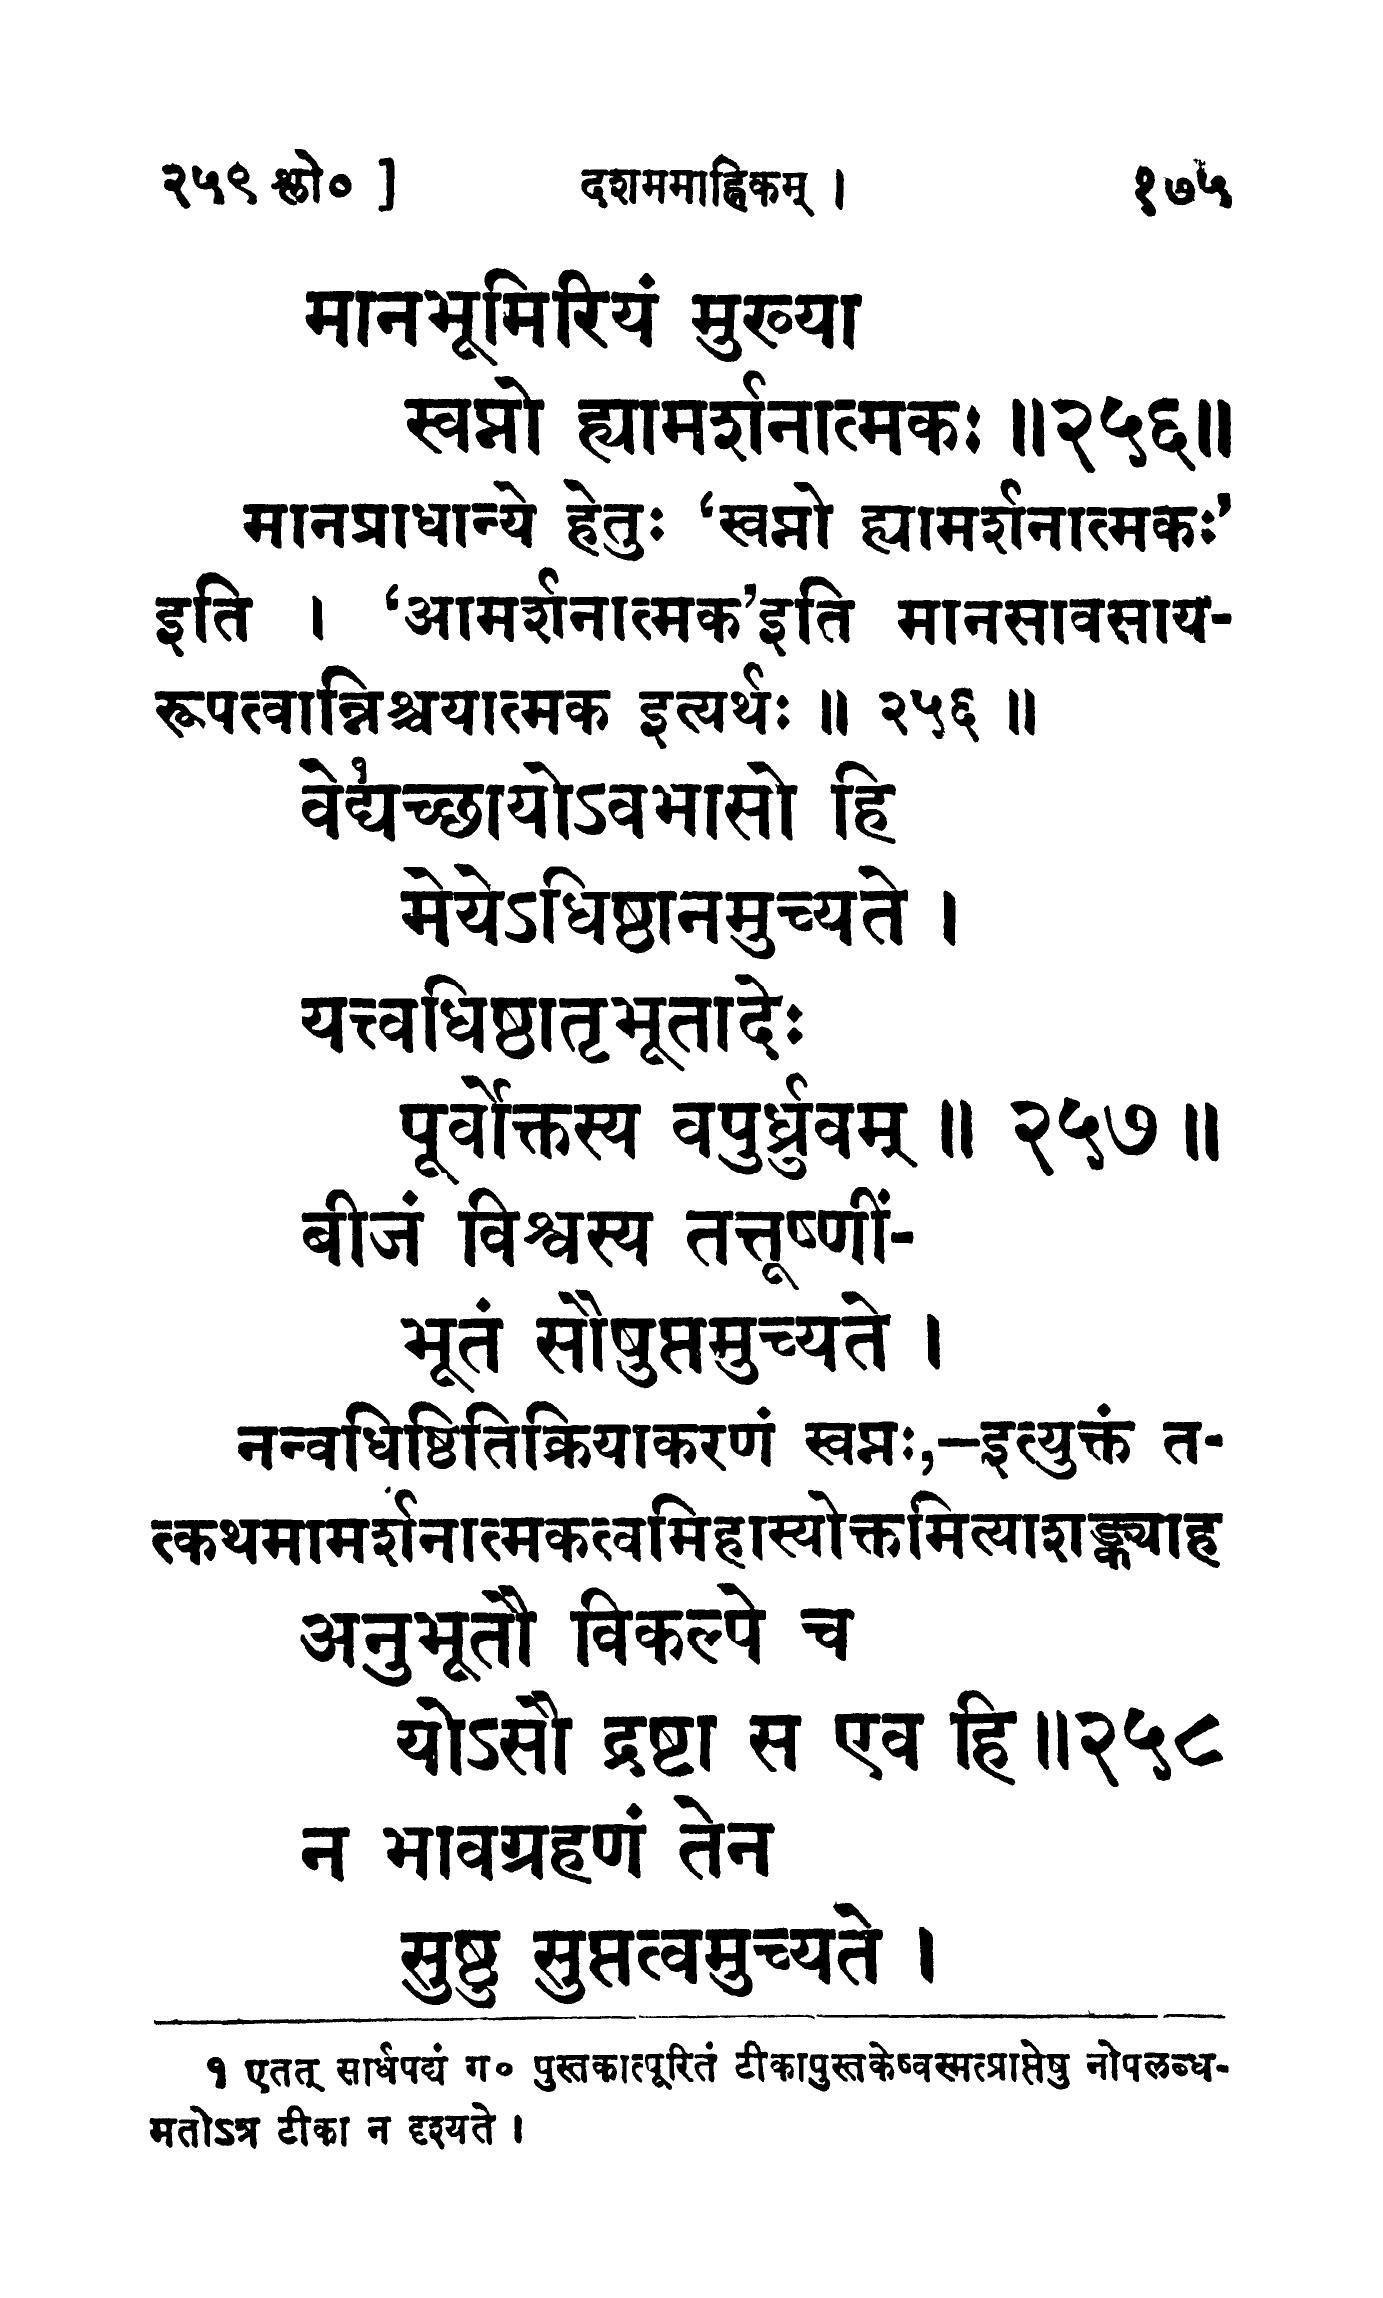 २५९ श्लो० ] दशममाह्निकम् । १७५
मानभूमिरियं मुख्या
स्वप्नो ह्यामर्शनात्मकः ॥२५६॥
मानप्राधान्ये हेतुः ‘स्वप्नो ह्यामर्शनात्मकः’
इति । ‘आमर्शनात्मक’इति मानसावसाय-
रूपत्वान्निश्चयात्मक इत्यर्थः ॥ २५६ ॥
वेद्य१च्छायोऽवभासो हि
मेयेऽधिष्ठानमुच्यते ।
यत्त्वधिष्ठातृभूतादेः
पूर्वोक्तस्य वपुर्ध्रुवम् ॥ २५७ ॥
बीजं विश्वस्य तत्तूष्णीं-
भूतं सौषुप्तमुच्यते ।
नन्वधिष्ठितिक्रियाकरणं स्वप्नः,—इत्युक्तं त-
त्कथमामर्शनात्मकत्वमिहास्योक्तमित्याशङ्क्याह
अनुभूतौ विकल्पे च
योऽसौ द्रष्टा स एव हि॥२५८
न भावग्रहणं तेन
सुष्ठु सुप्तत्वमुच्यते ।
१ एतत् सार्धपद्यं ग० पुस्तकात्पूरितं टीकापुस्तकेष्वस्मत्प्राप्तेषु नोपलब्ध-
मतोऽत्र टीका न दृश्यते ।